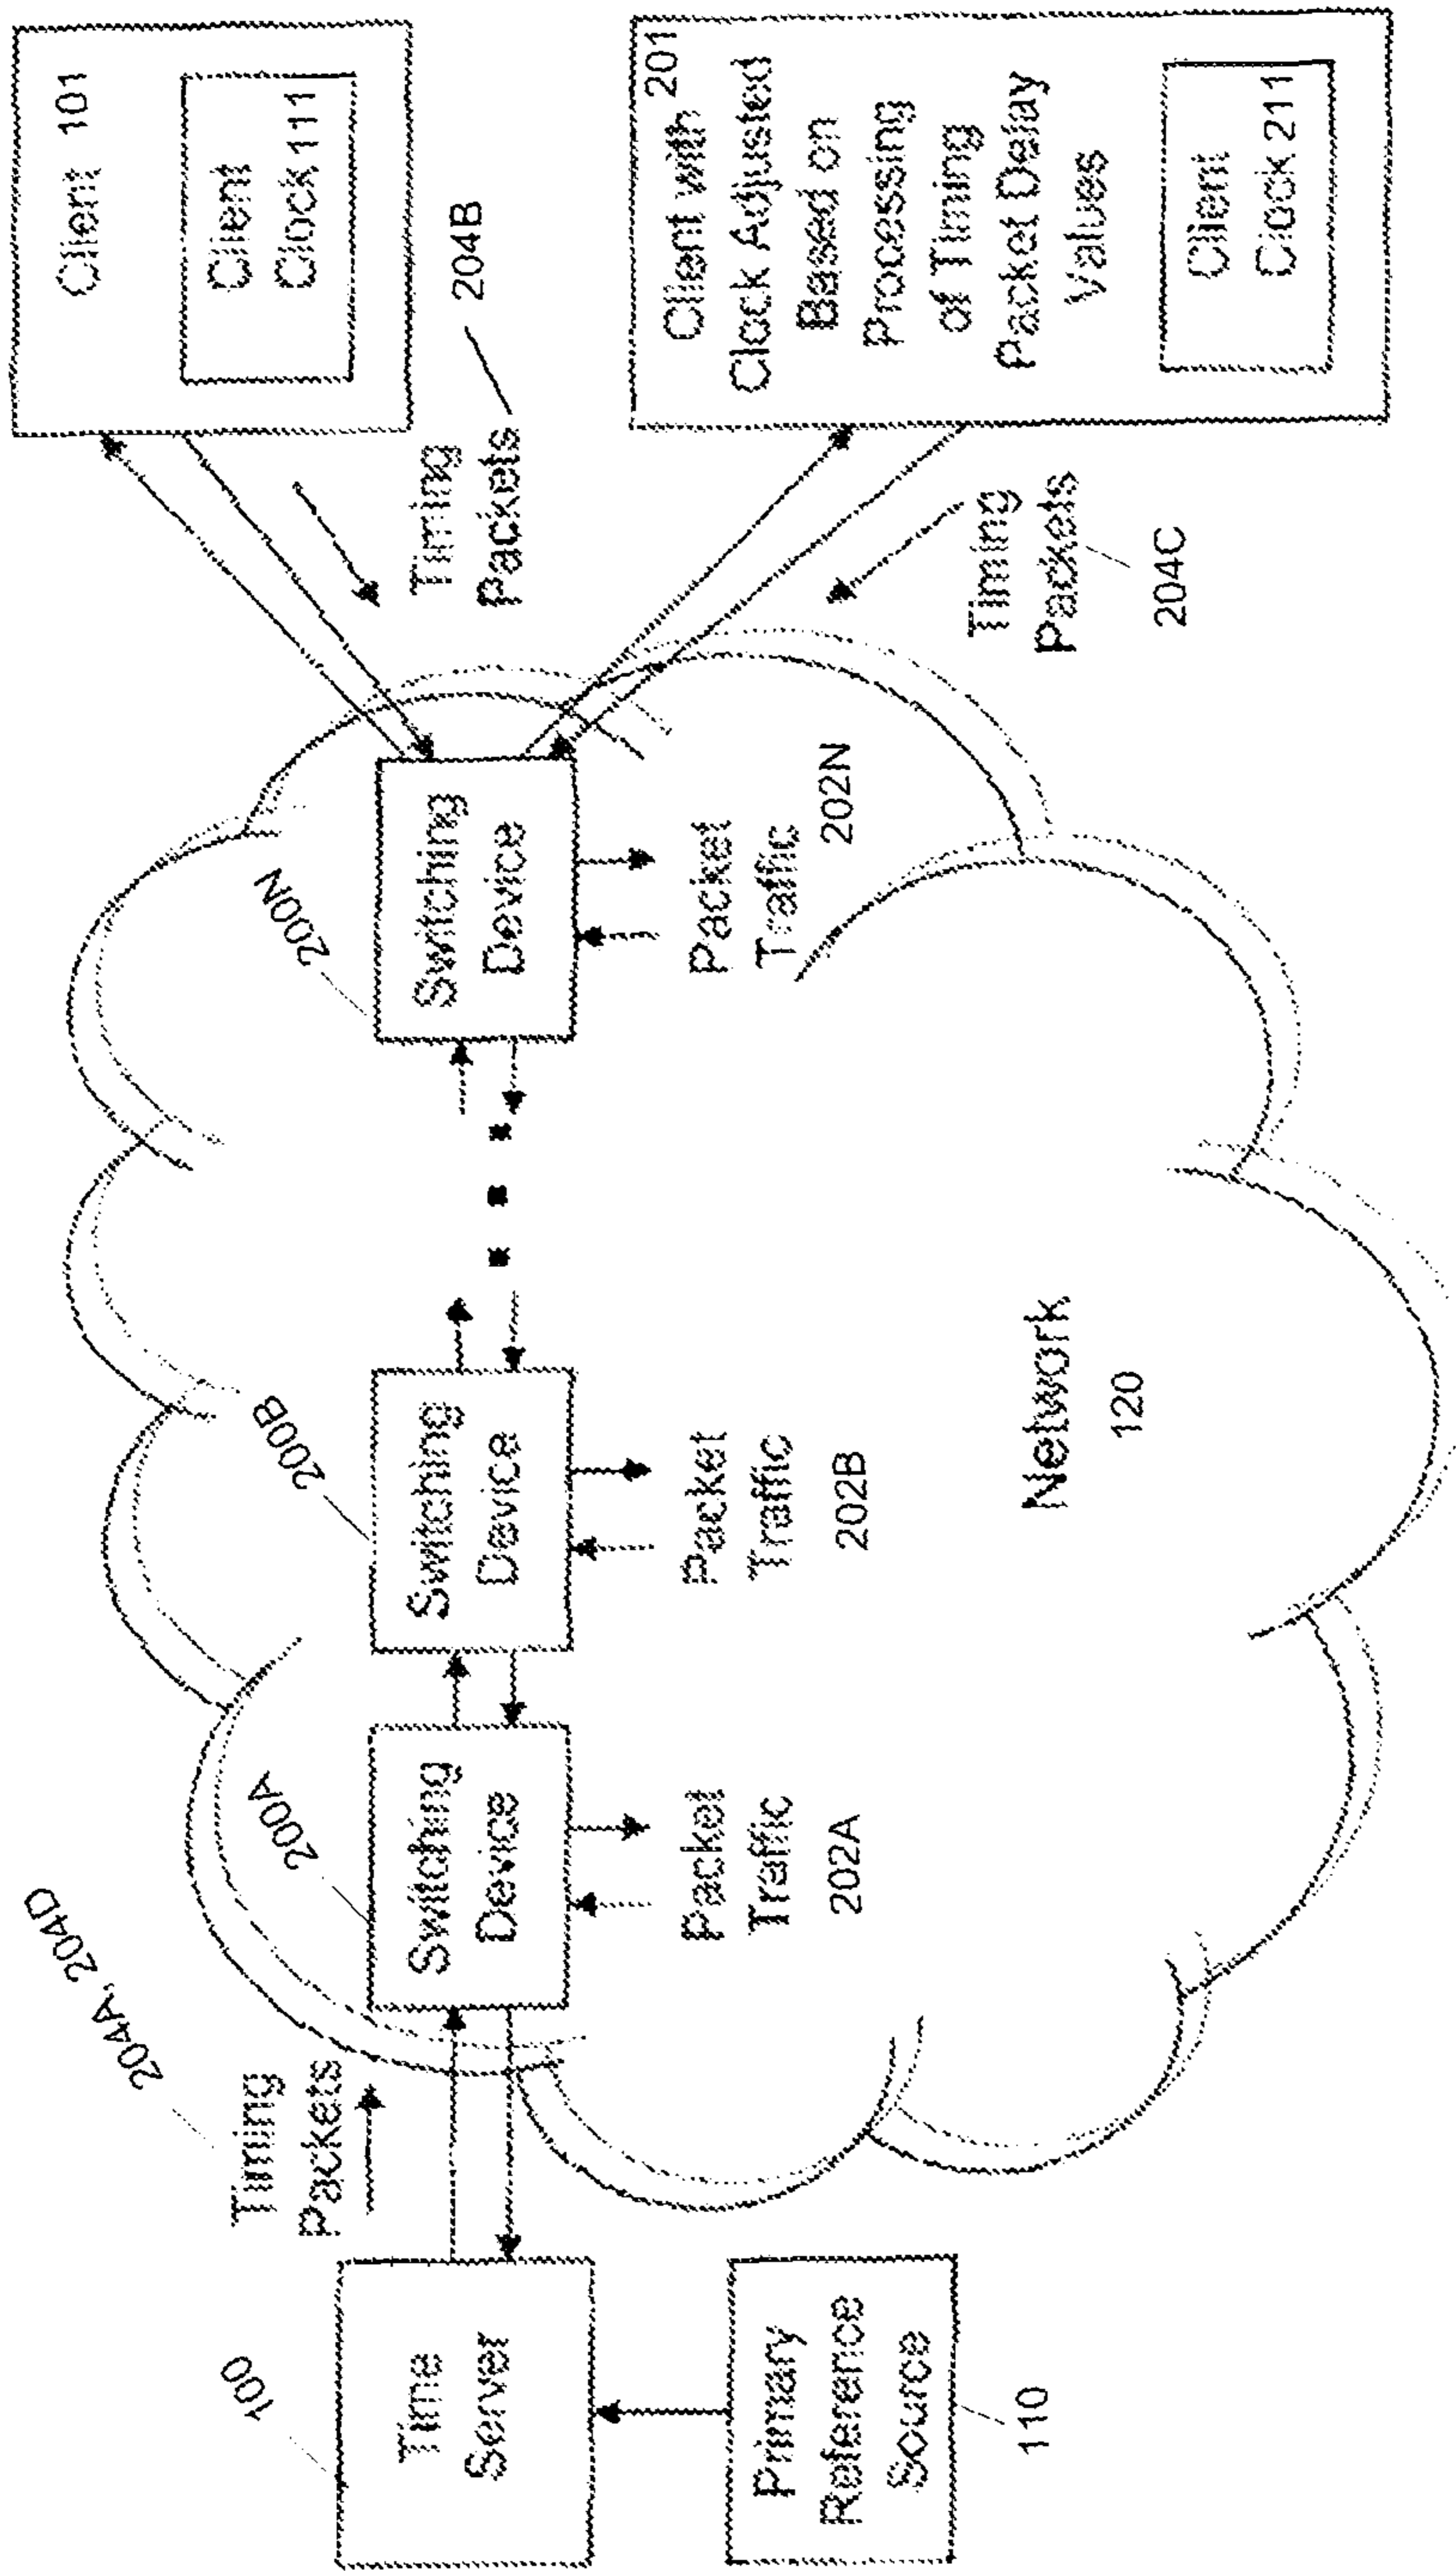 204A, 204D
Timing
Packets
100
Time
Server
Primary
Reference
Source
110
200A
Switching
Device
Packet
Traffic
202A
200B
Switching
Device
Packet
Traffic
202B
Network
120
200N
Switching
Device
Packet
Traffic
202N
Timing
Packets
204B
Timing
Packets
204C
Client 101
Client
Clock 111
Client with 201
Clock Adjusted
Based on
Processing
of Timing
Packet Delay
Values
Client
Clock 211